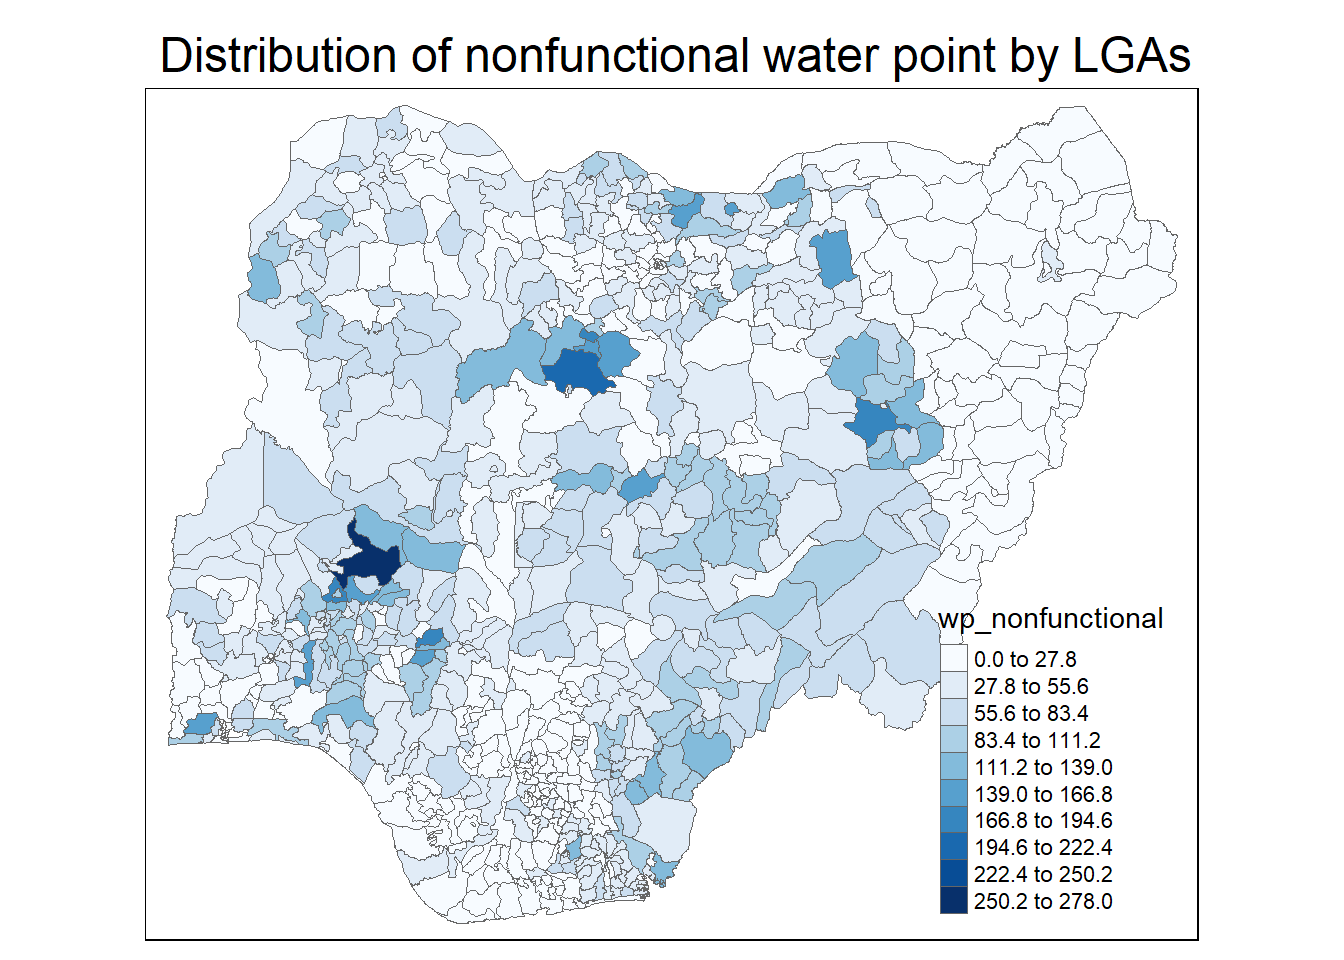 Distribution of nonfunctional water point by LGAs
wp_nonfunctional
0.0 to 27.8
27.8 to 55.6
55.6 to 83.4
83.4 to 111.2
111.2 to 139.0
139.0 to 166.8
166.8 to 194.6
194.6 to 222.4
222.4 to 250.2
250.2 to 278.0